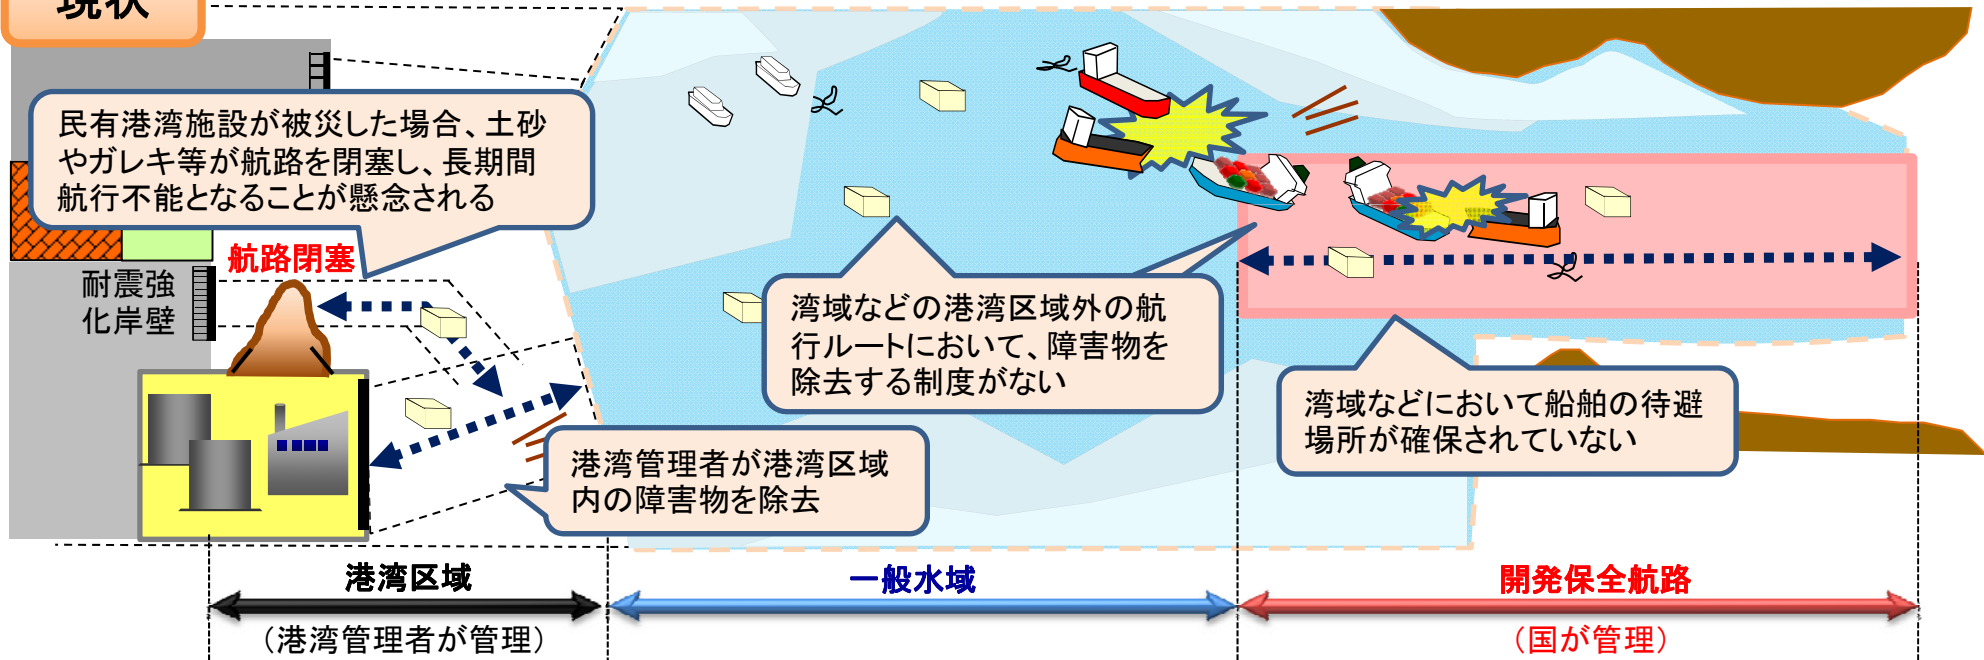 現状
民有港湾施設が被災した場合、土砂
やガレキ等が航路を閉塞し、長期間
航行不能となることが懸念される
航路閉塞
耐震強
化岸壁
湾域などの港湾区域外の航
行ルートにおいて、障害物を
除去する制度がない
湾域などにおいて船舶の待避
場所が確保されていない
港湾管理者が港湾区域
内の障害物を除去
港湾区域
（港湾管理者が管理）
一般水域
開発保全航路
（国が管理）